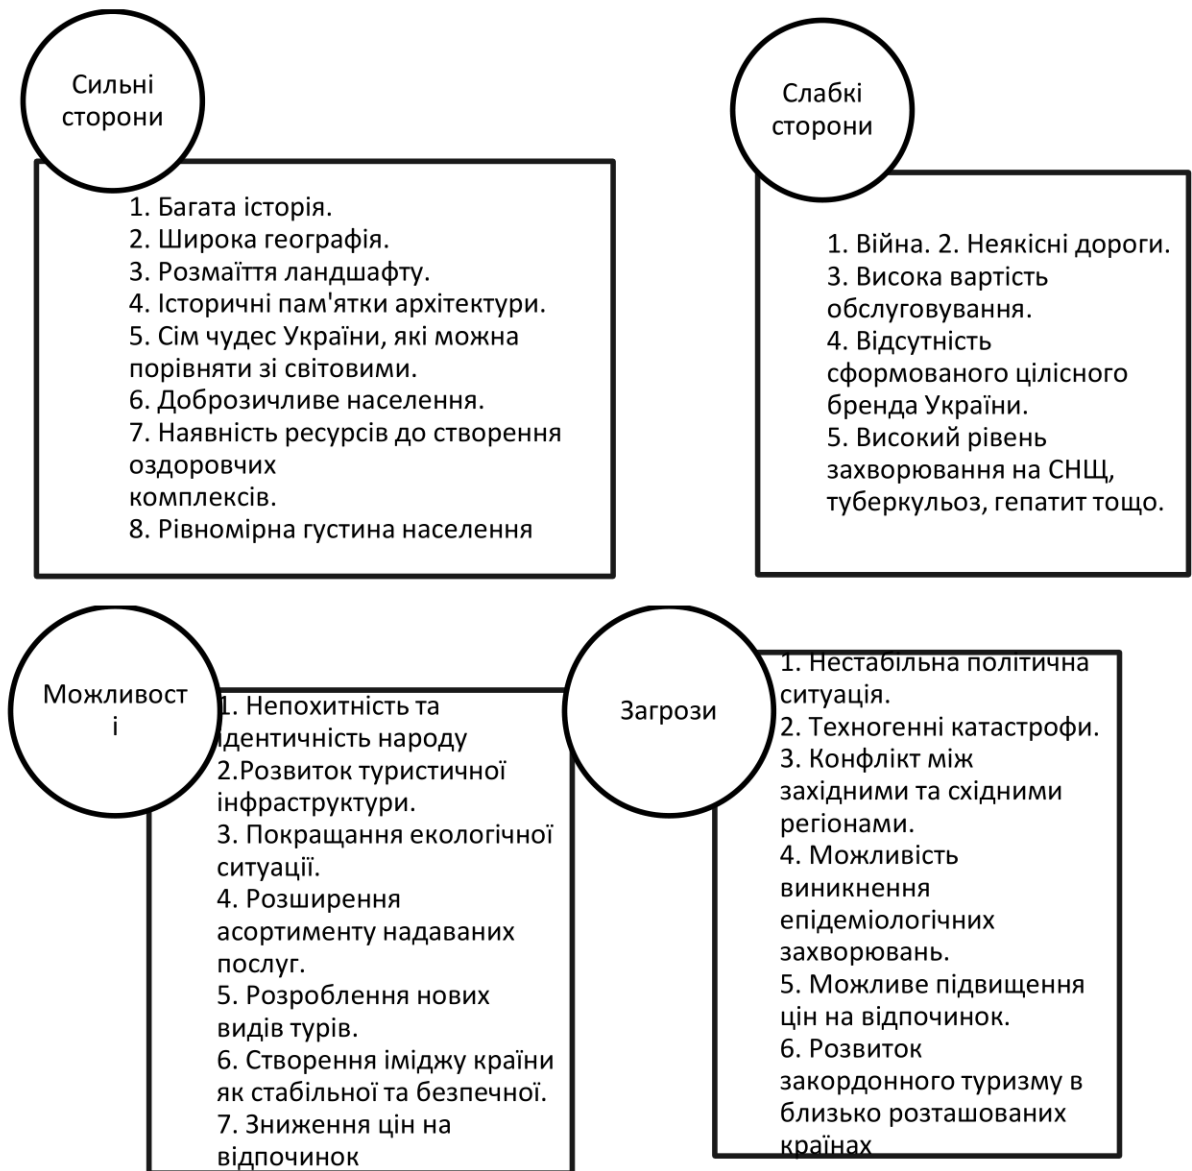 Сильні
сторони
1. Багата історія.
2. Широка географія.
3. Розмаїття ландшафту.
4. Історичні пам'ятки архітектури.
5. Сім чудес України, які можна
порівняти зі світовими.
6. Доброзичливе населення.
7. Наявність ресурсів до створення
оздоровчих
комплексів.
8. Рівномірна густина населення
Слабкі
сторони
1. Війна. 2. Неякісні дороги.
3. Висока вартість
обслуговування.
4. Відсутність
сформованого цілісного
бренда України.
5. Високий рівень
захворювання на СНЩ,
туберкульоз, гепатит тощо.
Можливост
і
1. Непохитність та
ідентичність народу
2.Розвиток туристичної
інфраструктури.
3. Покращання екологічної
ситуації.
4. Розширення
асортименту надаваних
послуг.
5. Розроблення нових
видів турів.
6. Створення іміджу країни
як стабільної та безпечної.
7. Зниження цін на
відпочинок
Загрози
1. Нестабільна політична
ситуація.
2. Техногенні катастрофи.
3. Конфлікт між
західними та східними
регіонами.
4. Можливість
виникнення
епідеміологічних
захворювань.
5. Можливе підвищення
цін на відпочинок.
6. Розвиток
закордонного туризму в
близько розташованих
країнах